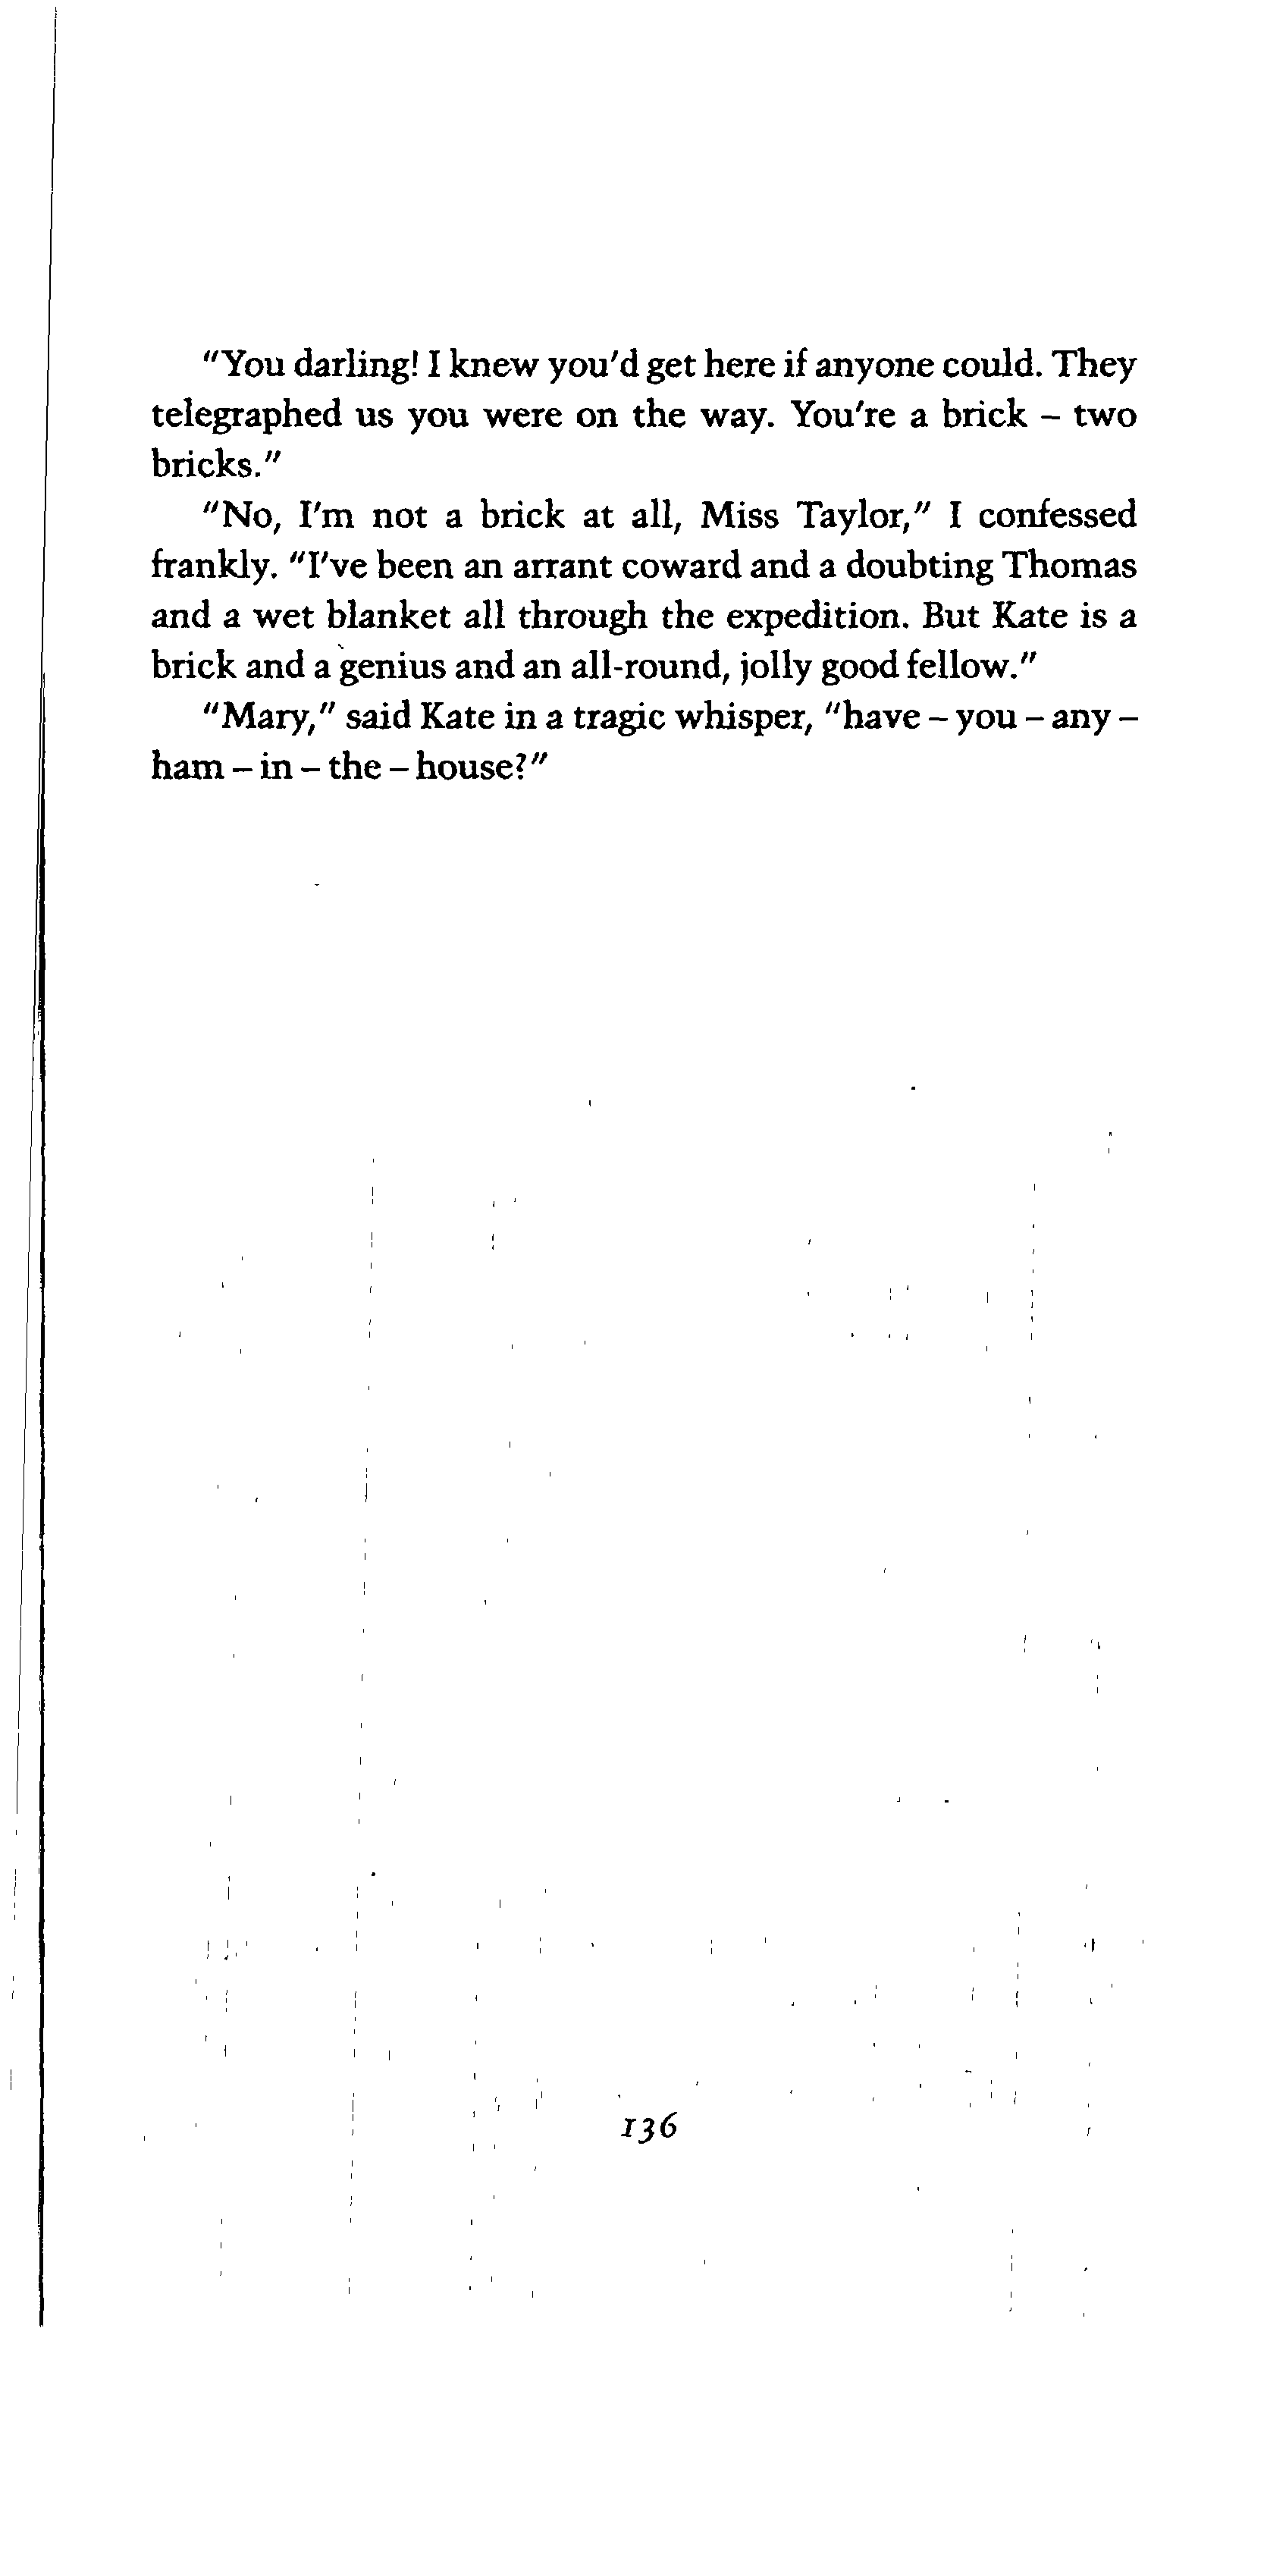 "You darling! I knew you'd get here if anyone could. They
telegraphed us you were on the way. You're a brick – two
bricks."
"No, I'm not a brick at all, Miss Taylor," I confessed
frankly. "I've been an arrant coward and a doubting Thomas
and a wet blanket all through the expedition. But Kate is a
brick and a genius and an all-round, jolly good fellow."
"Mary," said Kate in a tragic whisper, "have – you – any –
ham – in – the – house?"
136